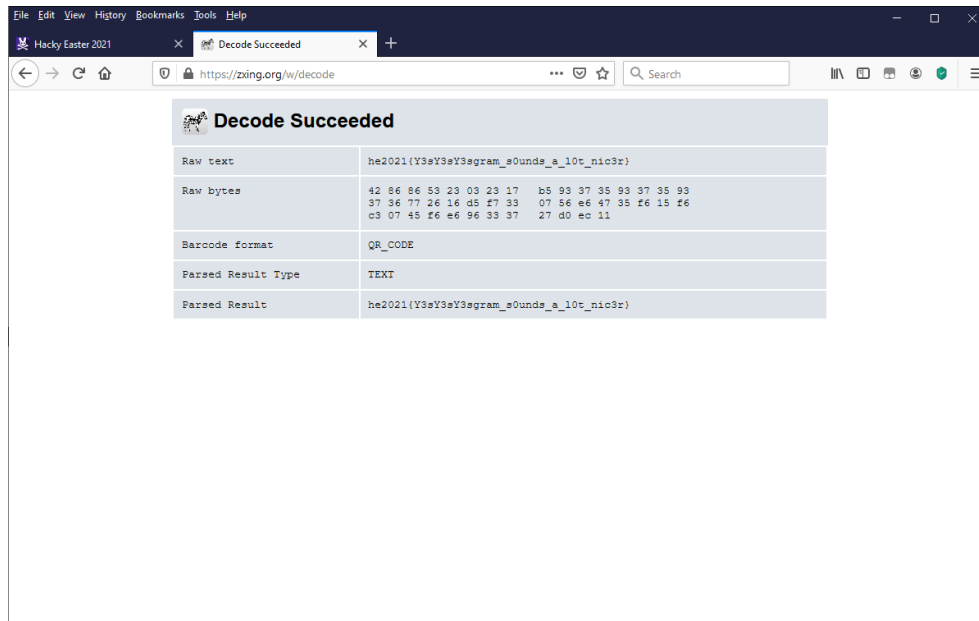 File Edit View History Bookmarks Tools Help
Hacky Easter 2021
Decode Succeeded
https://zxing.org/w/decode
Search
Decode Succeeded
Raw text he2021{Y3sY3sY3sgram_s0unds_a_l0t_nic3r}
Raw bytes 42 86 86 53 23 03 23 17 b5 93 37 35 93 37 35 93
37 36 77 26 16 d5 f7 33 07 56 e6 47 35 f6 15 f6
c3 07 45 f6 e6 96 33 37 27 d0 ec 11
Barcode format QR_CODE
Parsed Result Type TEXT
Parsed Result he2021{Y3sY3sY3sgram_s0unds_a_l0t_nic3r}